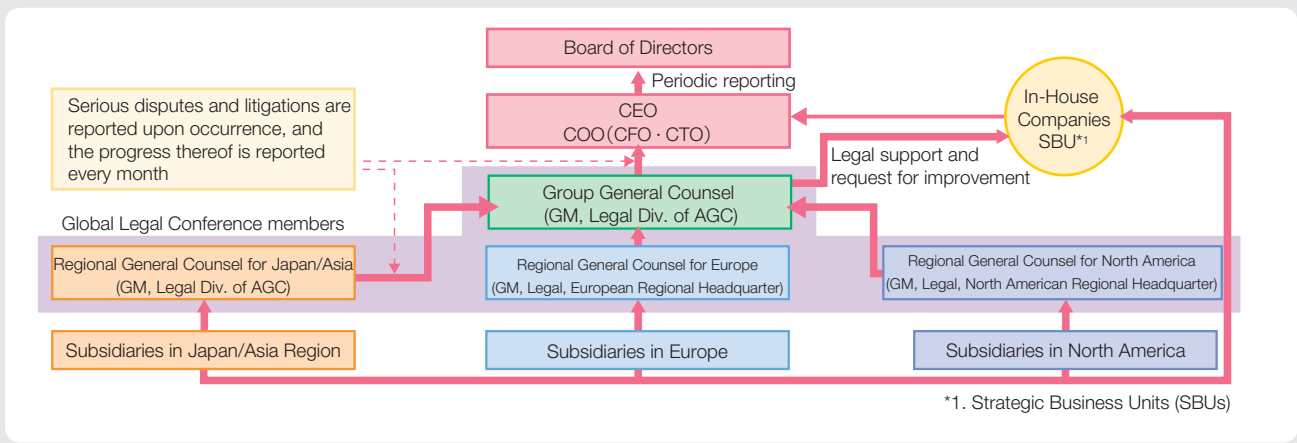 Board of Directors
Periodic reporting
CEO
COO(CFO · CTO)
In-House
Companies
SBU*1
Serious disputes and litigations are
reported upon occurrence, and
the progress thereof is reported
every month
Legal support and
request for improvement
Group General Counsel
(GM, Legal Div. of AGC)
Global Legal Conference members
Regional General Counsel for Japan/Asia
(GM, Legal Div. of AGC)
Regional General Counsel for Europe
(GM, Legal, European Regional Headquarter)
Regional General Counsel for North America
(GM, Legal, North American Regional Headquarter)
Subsidiaries in Japan/Asia Region
Subsidiaries in Europe
Subsidiaries in North America
*1. Strategic Business Units (SBUs)